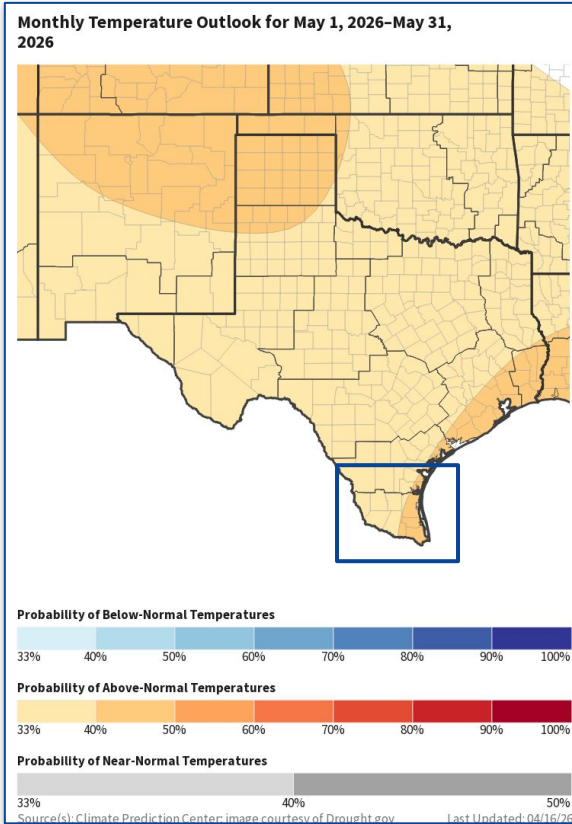 Monthly Temperature Outlook for May 1, 2026–May 31,
2026
Probability of Below-Normal Temperatures
33% 40% 50% 60% 70% 80% 90% 100%
Probability of Above-Normal Temperatures
33% 40% 50% 60% 70% 80% 90% 100%
Probability of Near-Normal Temperatures
33% 40% 50%
Source(s): Climate Prediction Center; image courtesy of Drought.gov Last Updated: 04/16/26